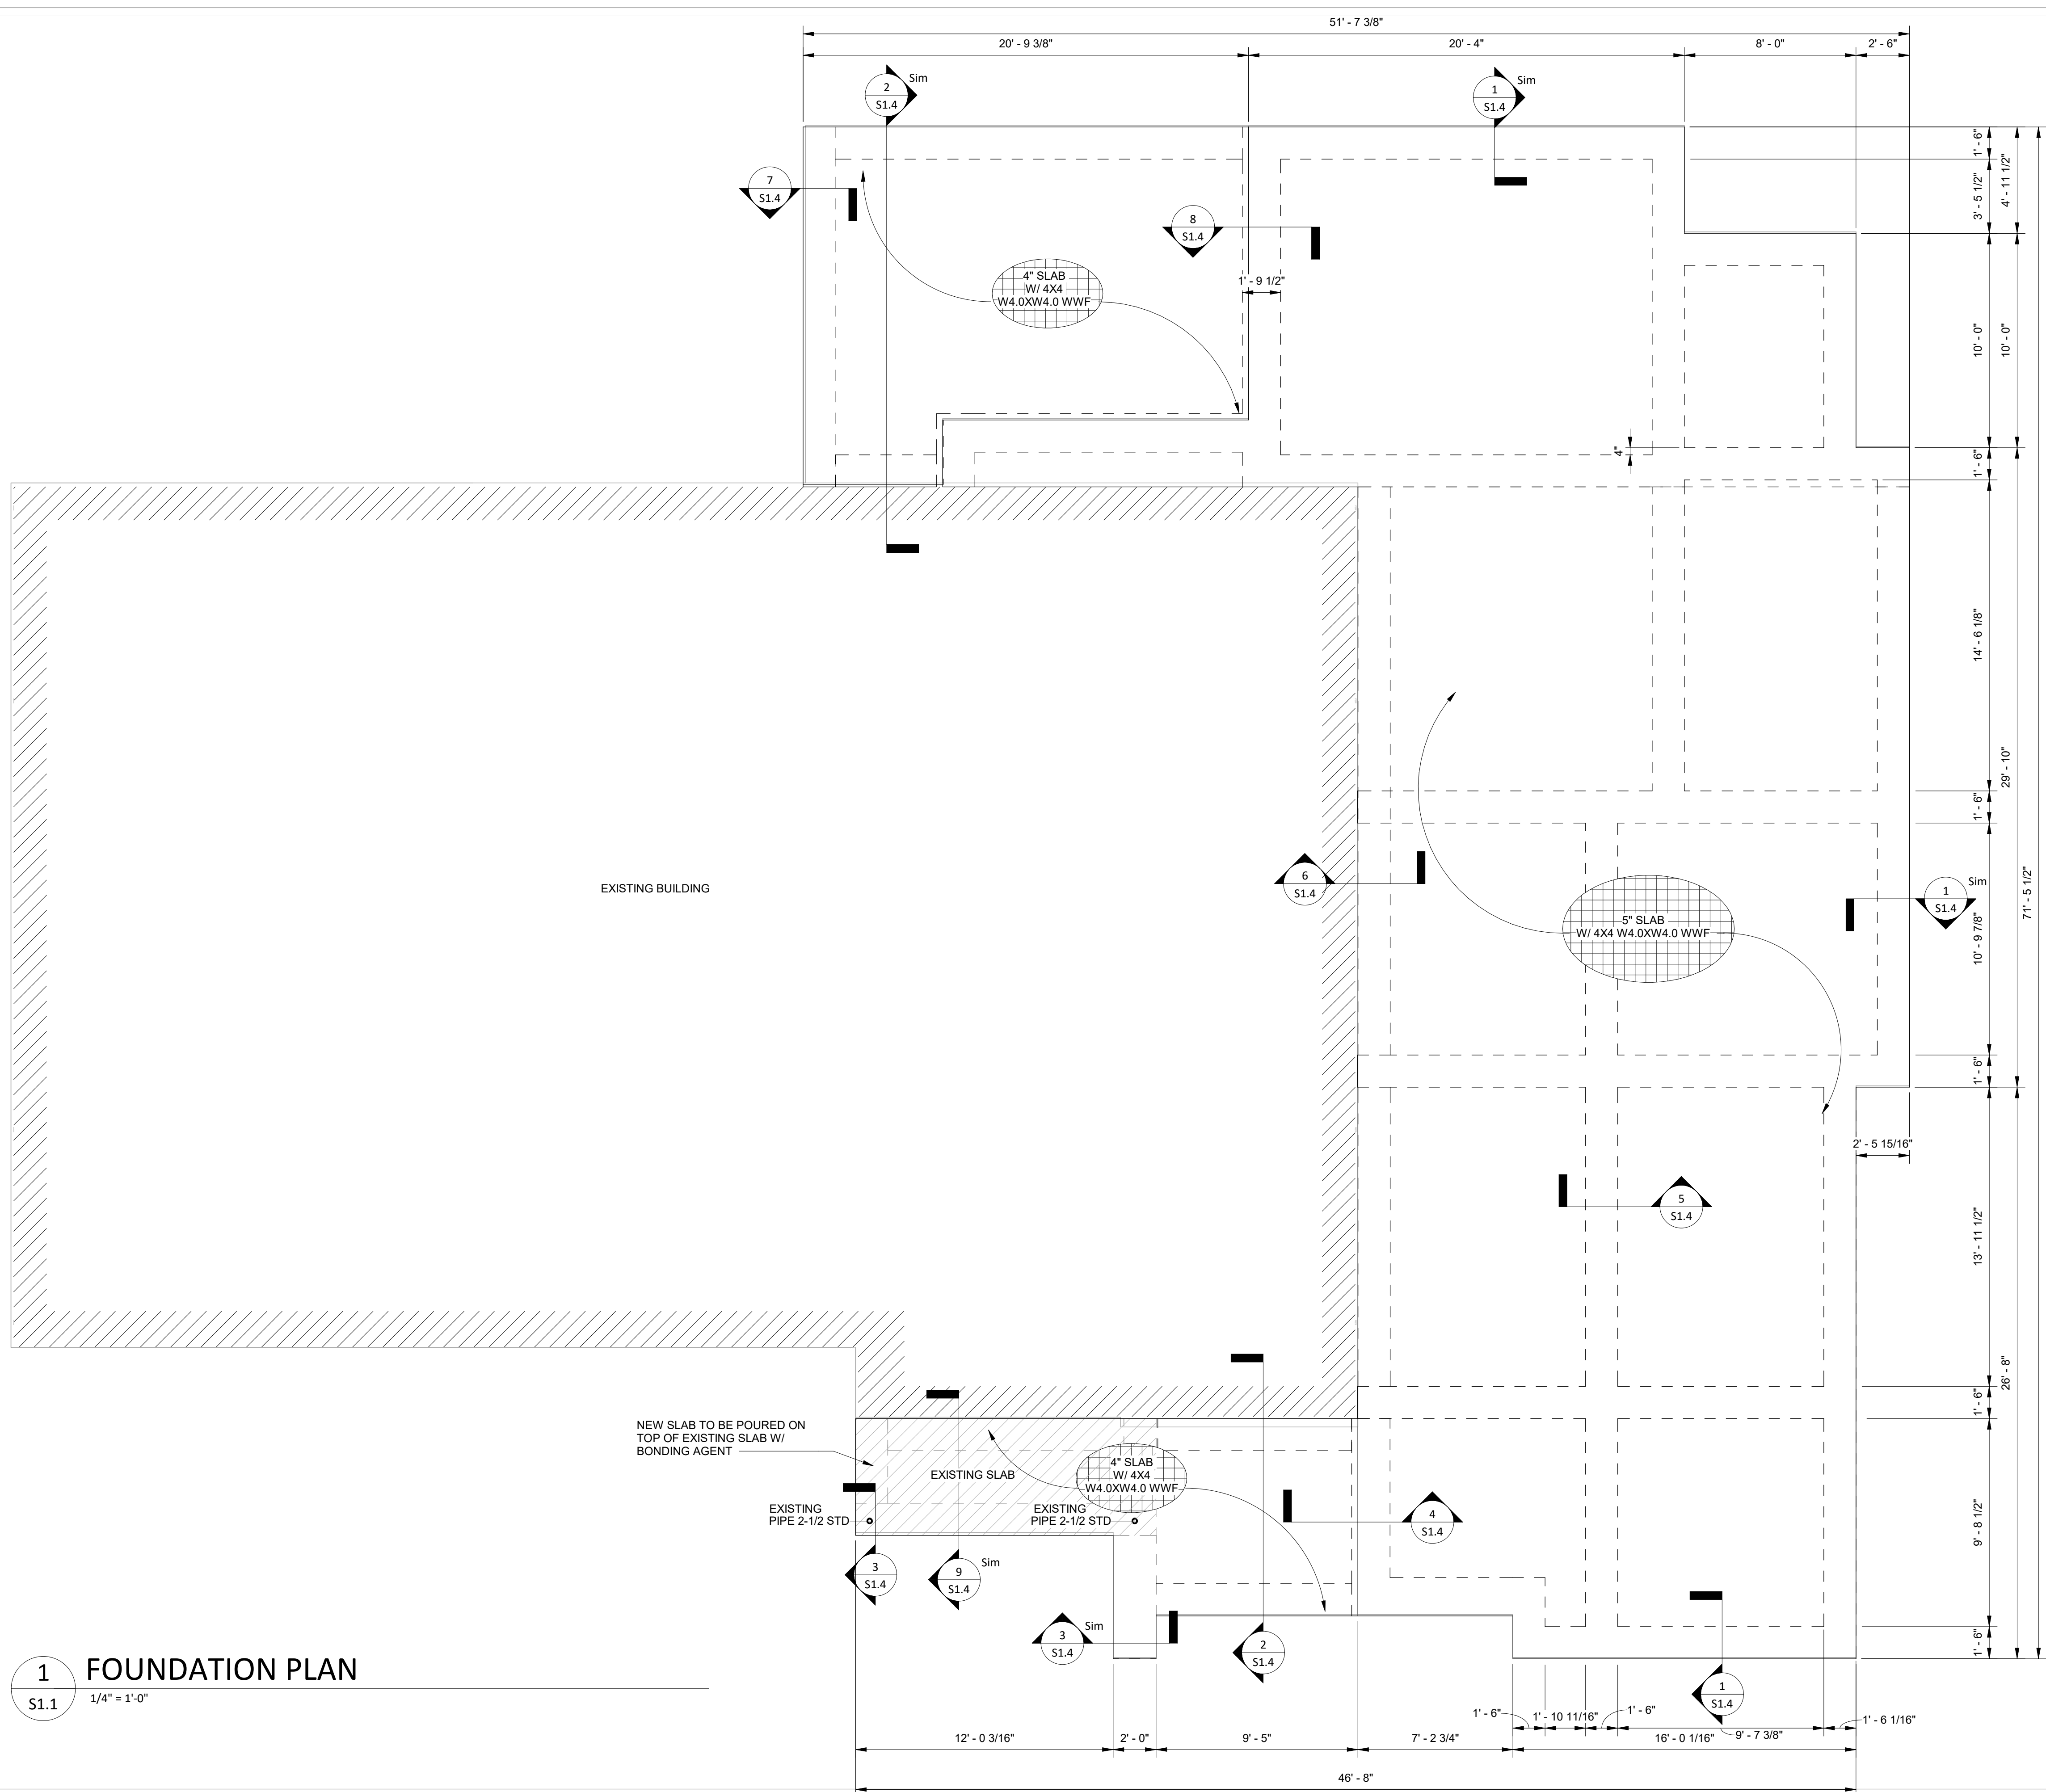 51' - 7 3/8"
20' - 9 3/8"
20' - 4"
8' - 0"
2' - 6"
2
S1.4
Sim
1
S1.4
Sim
7
S1.4
8
S1.4
4" SLAB
W/ 4X4
W4.0XW4.0 WWF
1' - 9 1/2"
4"
1' - 6"
3' - 5 1/2"
4' - 11 1/2"
10' - 0"
10' - 0"
1' - 6"
14' - 6 1/8"
29' - 10"
1' - 6"
71' - 5 1/2"
EXISTING BUILDING
6
S1.4
5" SLAB
W/ 4X4 W4.0XW4.0 WWF
1
S1.4
Sim
10' - 9 7/8"
1' - 6"
2' - 5 15/16"
5
S1.4
13' - 11 1/2"
26' - 8"
1' - 6"
NEW SLAB TO BE POURED ON
TOP OF EXISTING SLAB W/
BONDING AGENT
EXISTING SLAB
4" SLAB
W/ 4X4
W4.0XW4.0 WWF
EXISTING
PIPE 2-1/2 STD
EXISTING
PIPE 2-1/2 STD
4
S1.4
9' - 8 1/2"
3
S1.4
9
S1.4
Sim
3
S1.4
Sim
2
S1.4
1
S1.4
1' - 6"
1
S1.1
FOUNDATION PLAN
1/4" = 1'-0"
1' - 6"
1' - 10 11/16"
1' - 6"
9' - 7 3/8"
1' - 6 1/16"
12' - 0 3/16"
2' - 0"
9' - 5"
7' - 2 3/4"
16' - 0 1/16"
46' - 8"